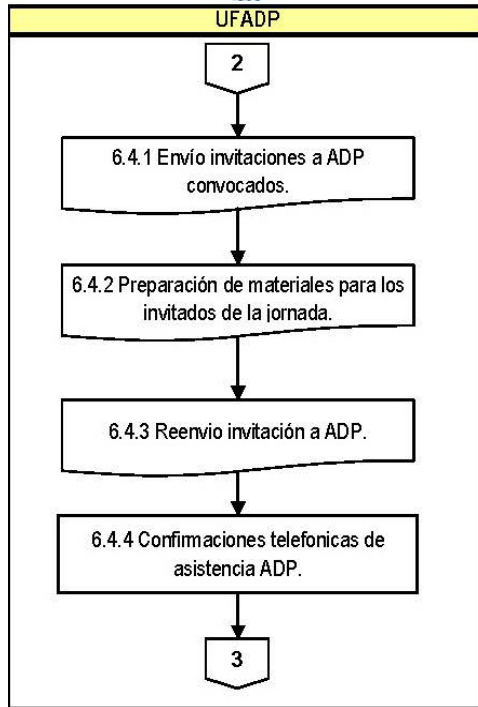 UFADP
2
6.4.1 Envío invitaciones a ADP
convocados.
6.4.2 Preparación de materiales para los
invitados de la jornada.
6.4.3 Reenvio invitación a ADP.
6.4.4 Confirmaciones telefonicas de
asistencia ADP.
3